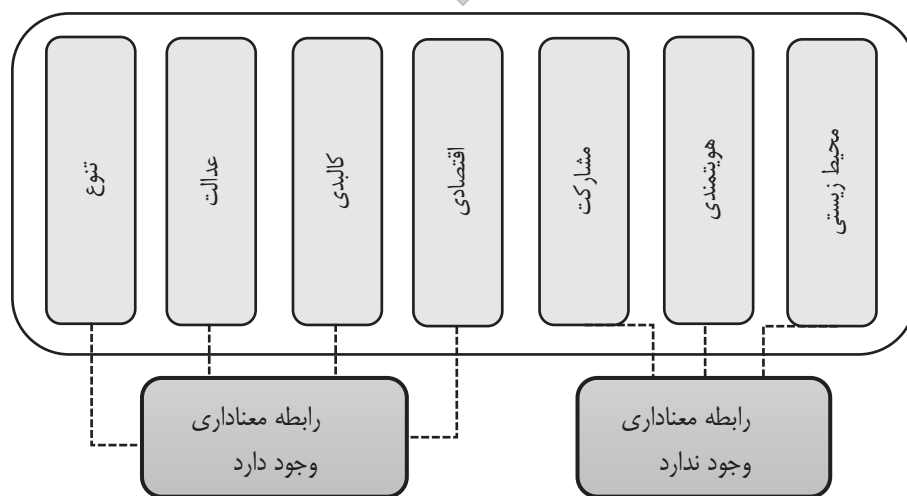 محیط زیستی
هویتمندی
مشارکت
اقتصادی
کالبدی
عدالت
تنوع
رابطه معناداری
وجود ندارد
رابطه معناداری
وجود دارد